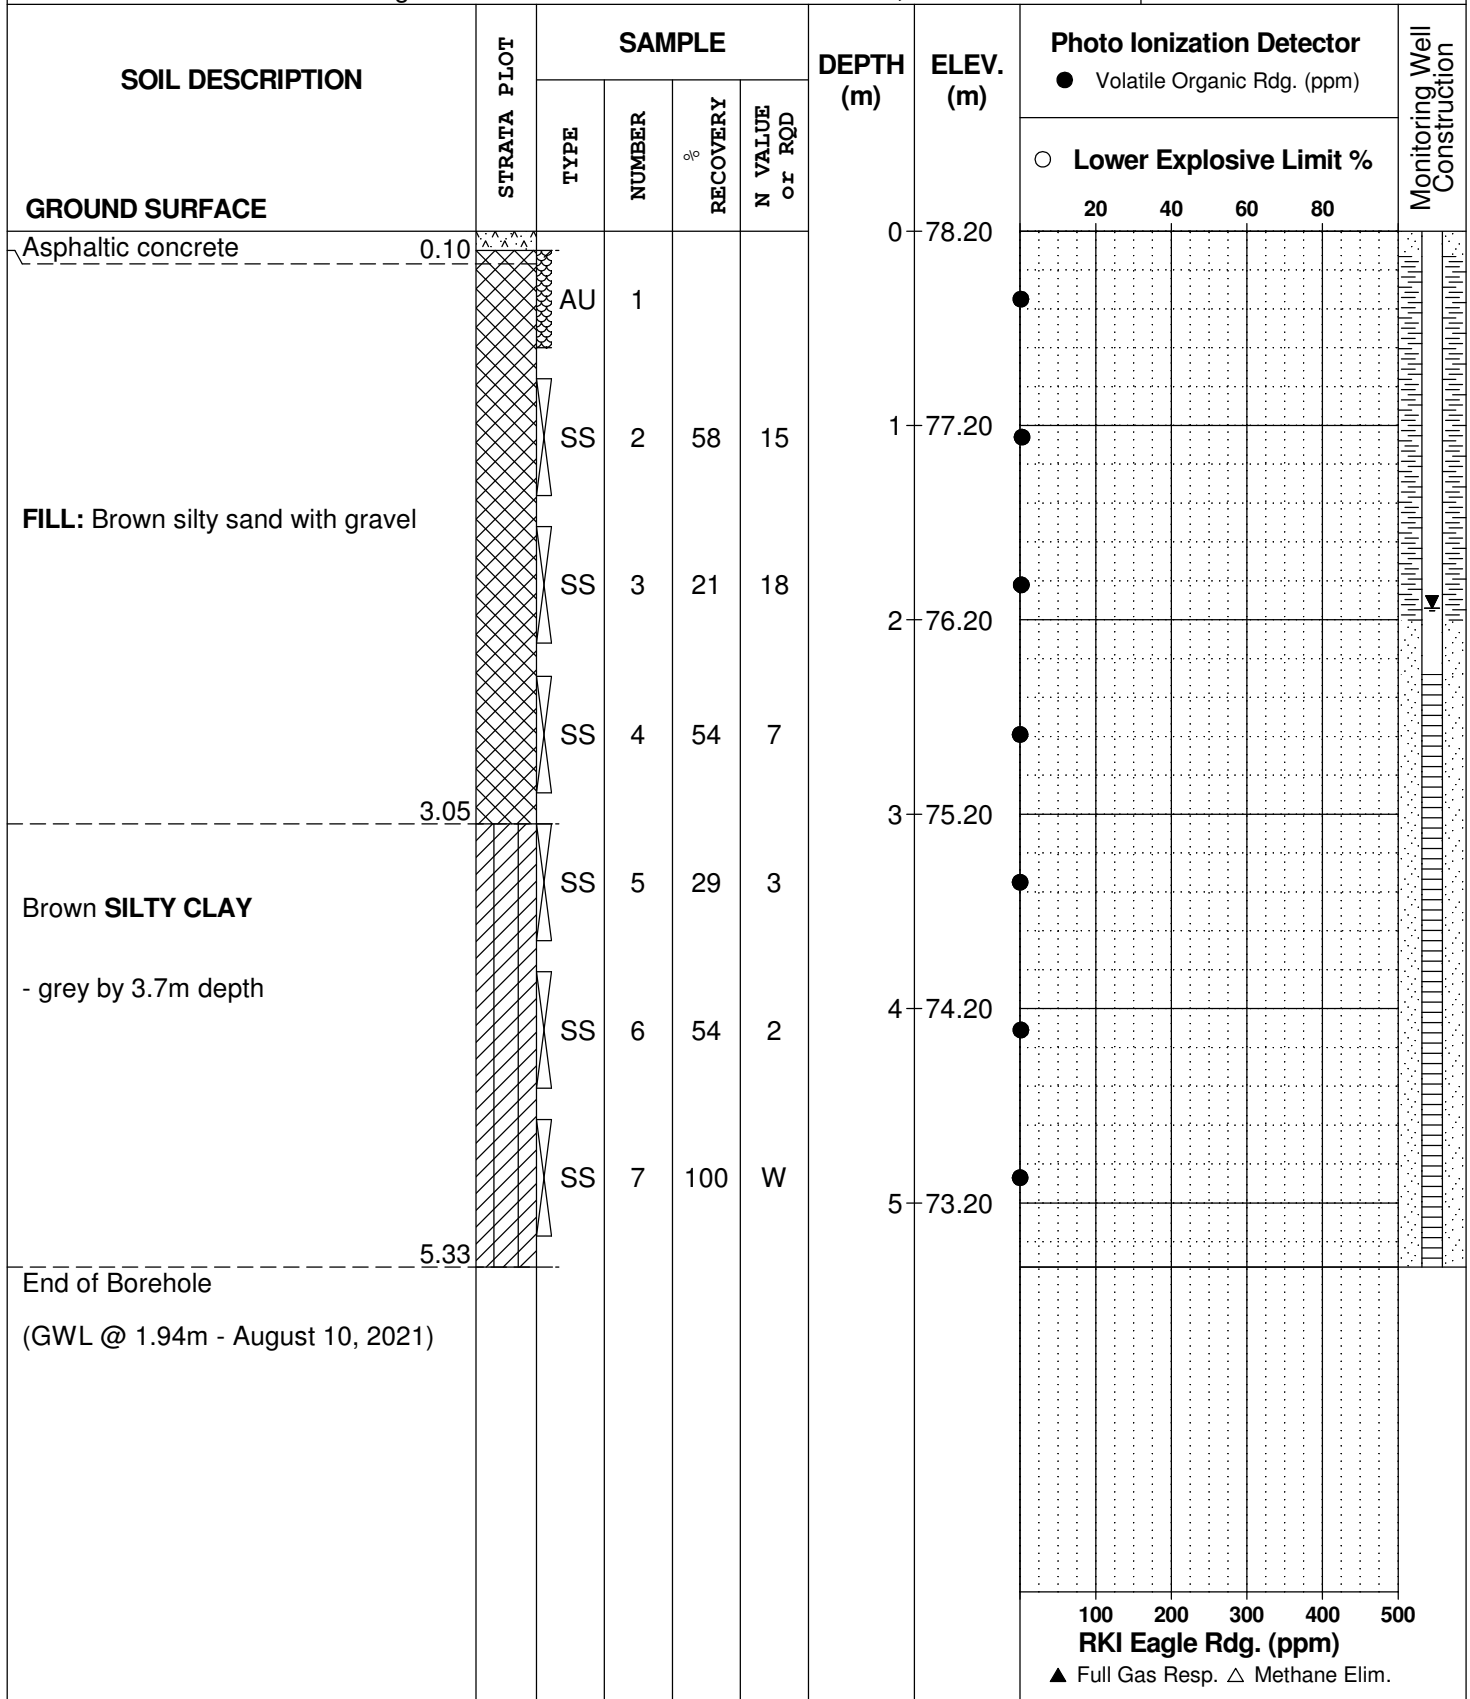 SOIL DESCRIPTION
GROUND SURFACE
STRATA PLOT
SAMPLE
TYPE
NUMBER
% RECOVERY
N VALUE or RQD
DEPTH (m)
ELEV. (m)
Photo Ionization Detector
● Volatile Organic Rdg. (ppm)
○ Lower Explosive Limit %
20 40 60 80
Monitoring Well Construction
0 78.20
Asphaltic concrete 0.10
AU 1
1 77.20
SS 2 58 15
FILL: Brown silty sand with gravel
SS 3 21 18
2 76.20
SS 4 54 7
3.05
3 75.20
SS 5 29 3
Brown SILTY CLAY
- grey by 3.7m depth
4 74.20
SS 6 54 2
SS 7 100 W
5 73.20
5.33
End of Borehole
(GWL @ 1.94m - August 10, 2021)
100 200 300 400 500
RKI Eagle Rdg. (ppm)
▲ Full Gas Resp. △ Methane Elim.